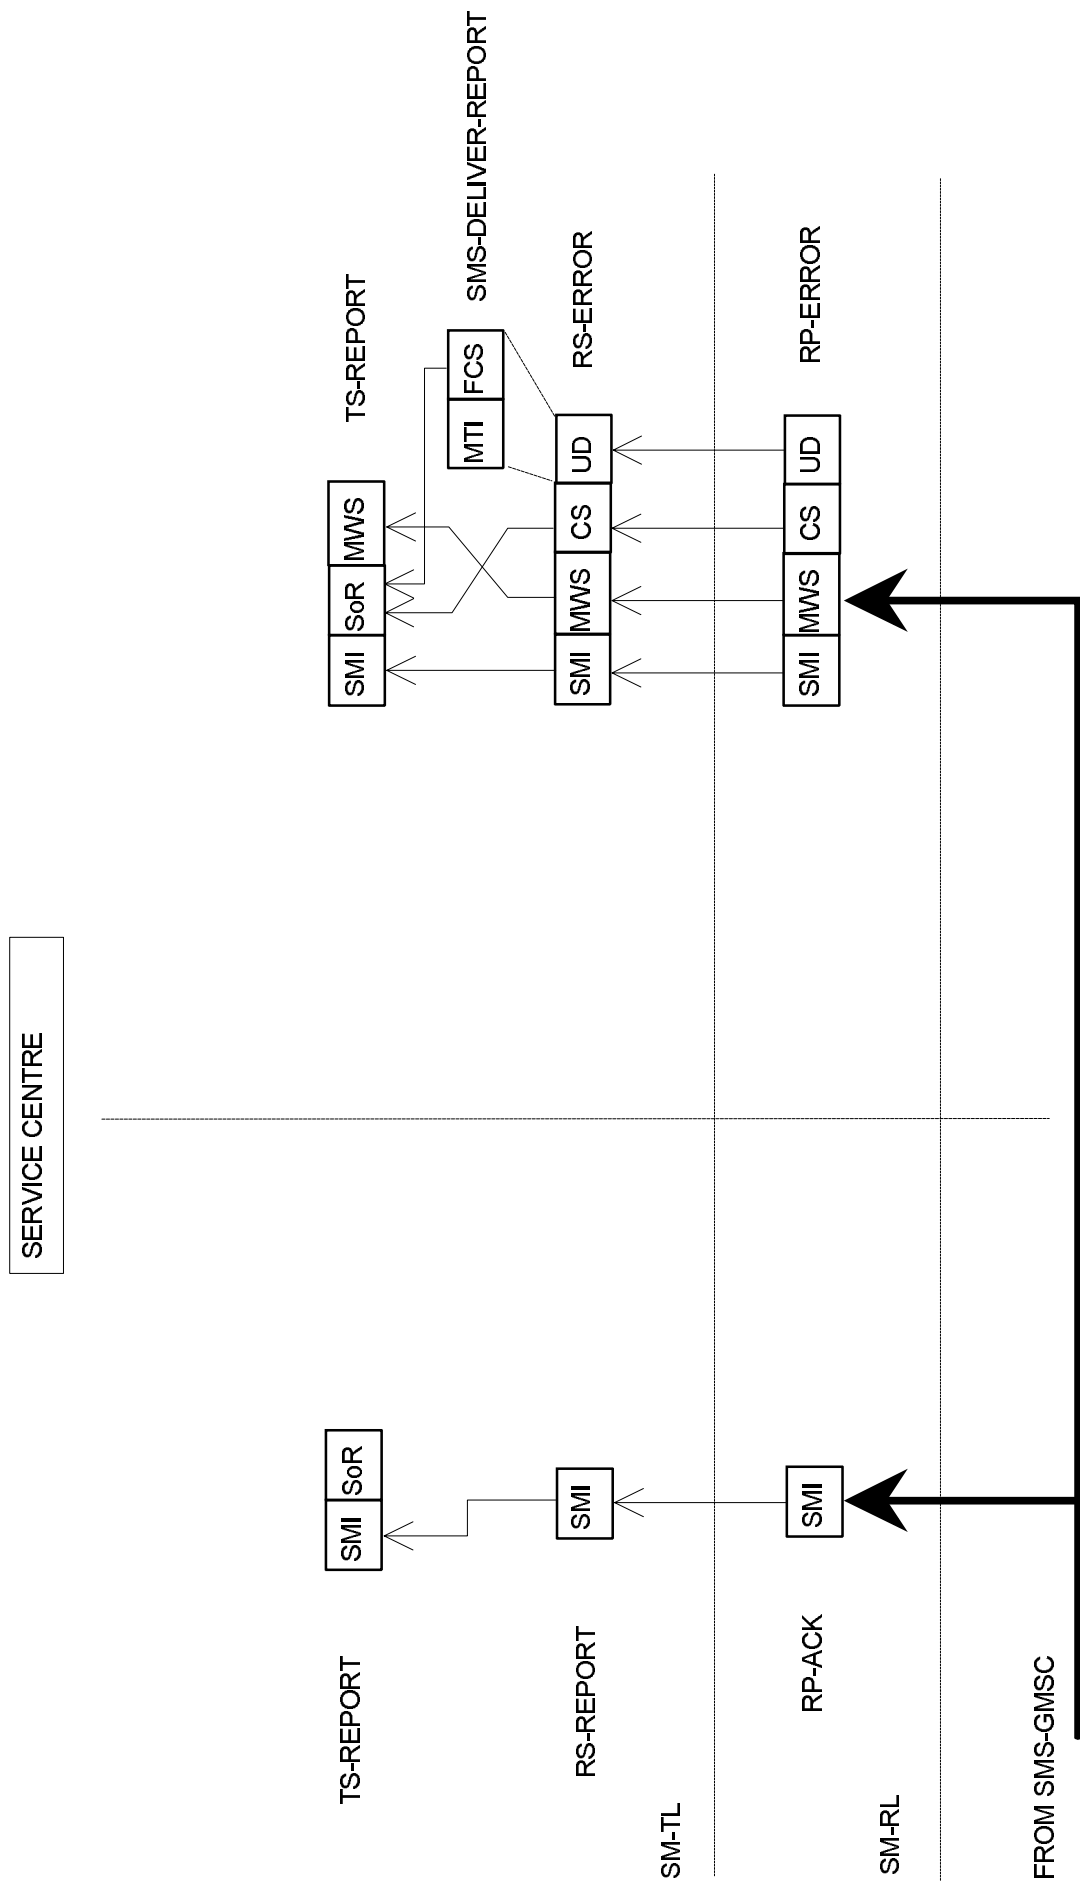 SERVICE CENTRE
TS-REPORT
SMI SoR
SMI SoR MWS
TS-REPORT
MTI FCS
SMS-DELIVER-REPORT
RS-REPORT
SMI
SMI MWS CS UD
RS-ERROR
SM-TL
RP-ACK
SMI
SMI MWS CS UD
RP-ERROR
SM-RL
FROM SMS-GMSC